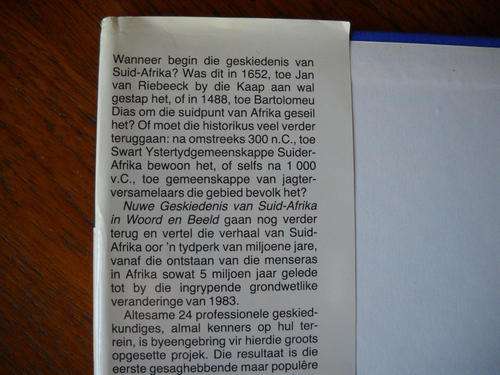 Wanneer begin die geskiedenis van
Suid-Afrika? Was dit in 1652, toe Jan
van Riebeeck by die Kaap aan wal
gestap het, of in 1488, toe Bartolomeu
Dias om die suidpunt van Afrika geseil
het? Of moet die historikus veel verder
teruggaan: na omstreeks 300 n.C., toe
Swart Ystertydgemeenskappe Suider-
Afrika bewoon het, of selfs na 1 000
v.C., toe gemeenskappe van jagter-
versamelaars die gebied bevolk het?
Nuwe Geskiedenis van Suid-Afrika
in Woord en Beeld gaan nog verder
terug en vertel die verhaal van Suid-
Afrika oor 'n tydperk van miljoene jare,
vanaf die ontstaan van die menseras
in Afrika sowat 5 miljoen jaar gelede
tot by die ingrypende grondwetlike
veranderinge van 1983.
Altesame 24 professionele geskied-
kundiges, almal kenners op hul ter-
rein, is byeengebring vir hierdie groots
opgesette projek. Die resultaat is die
eerste gesaghebbende maar populêre